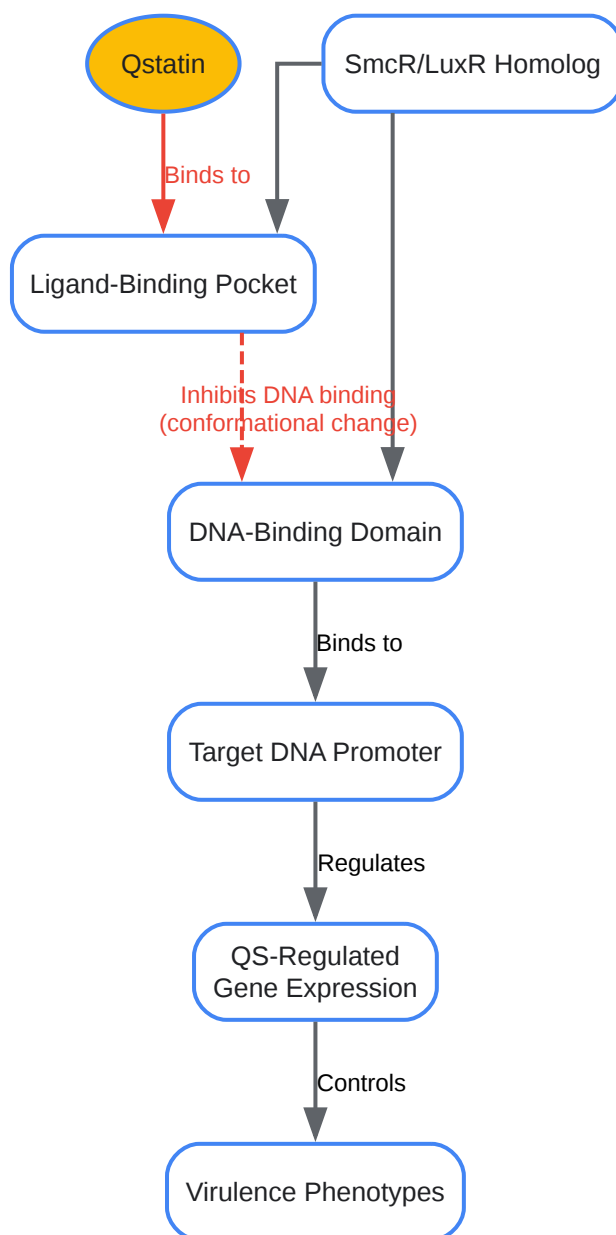 Qstatin
SmcR/LuxR Homolog
Binds to
Ligand-Binding Pocket
Inhibits DNA binding
(conformational change)
DNA-Binding Domain
Binds to
Target DNA Promoter
Regulates
QS-Regulated
Gene Expression
Controls
Virulence Phenotypes